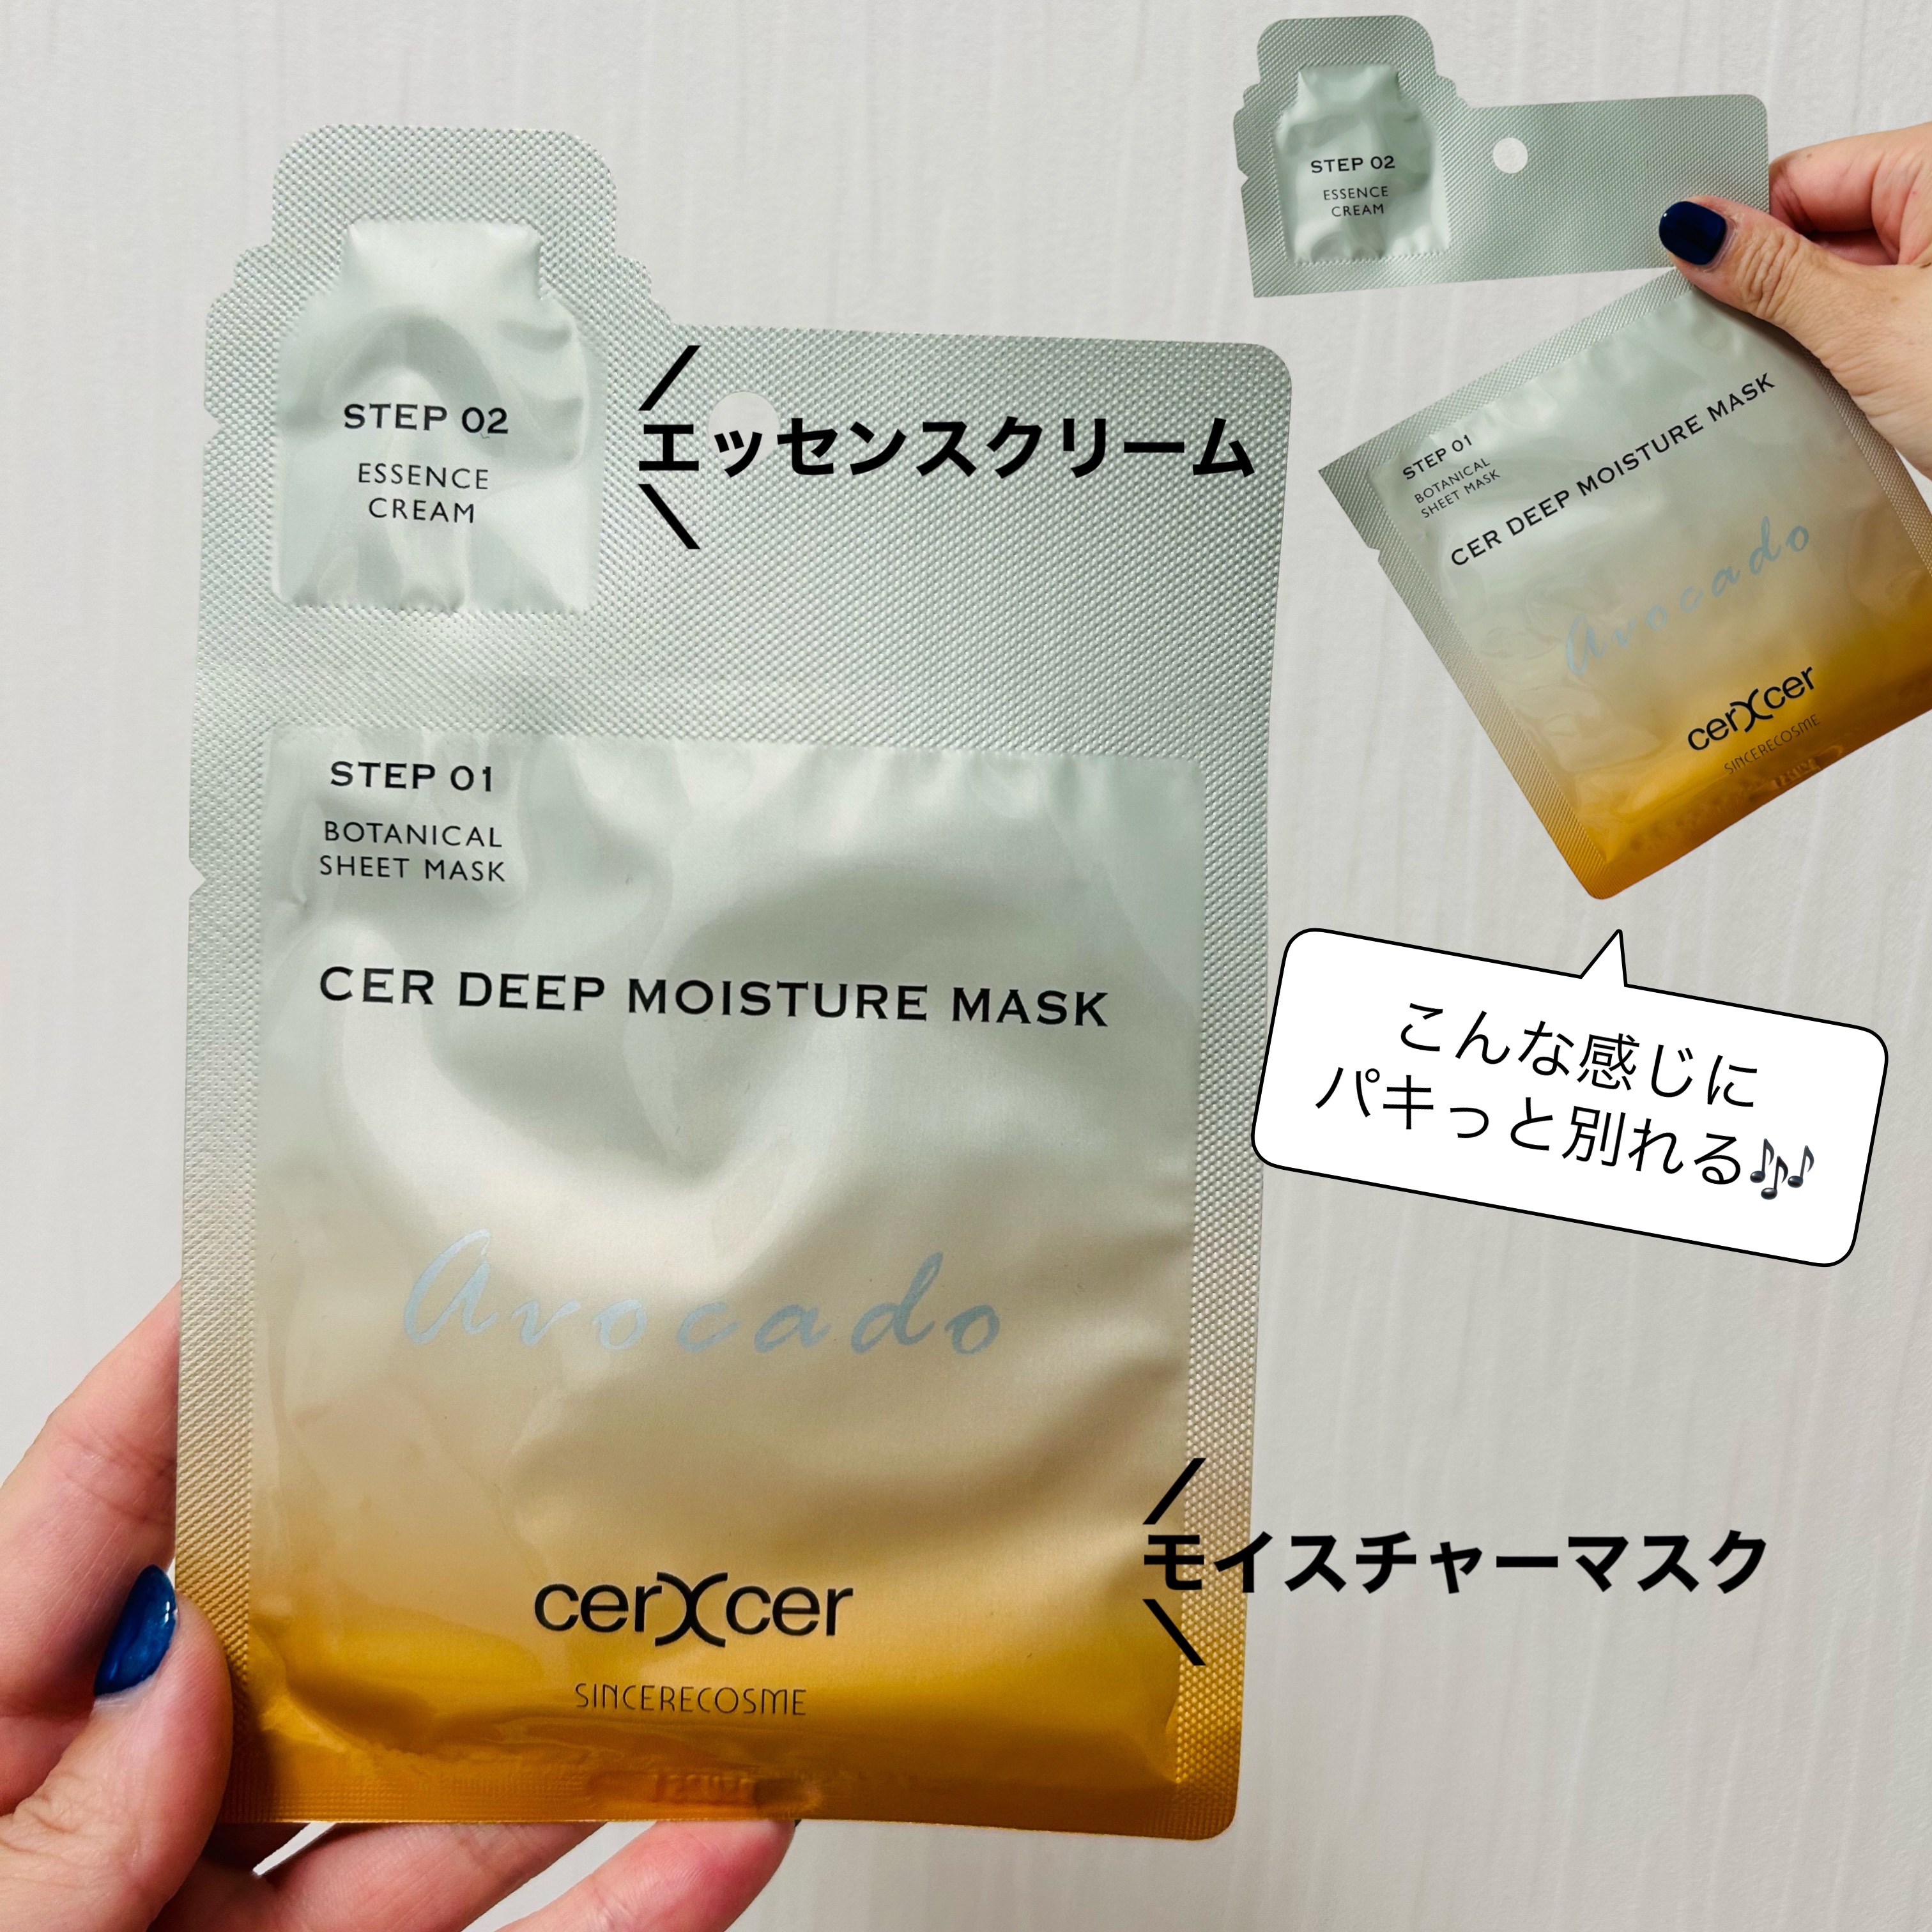 STEP 02
ESSENCE
CREAM
エッセンスクリーム
STEP 01
BOTANICAL
SHEET MASK
CER DEEP MOISTURE MASK
Avocado
cerXcer
SINCERECOSME
モイスチャーマスク
STEP 02
ESSENCE
CREAM
STEP 01
BOTANICAL
SHEET MASK
CER DEEP MOISTURE MASK
Avocado
cerXcer
SINCERECOSME
こんな感じに
パキっと別れる🎶